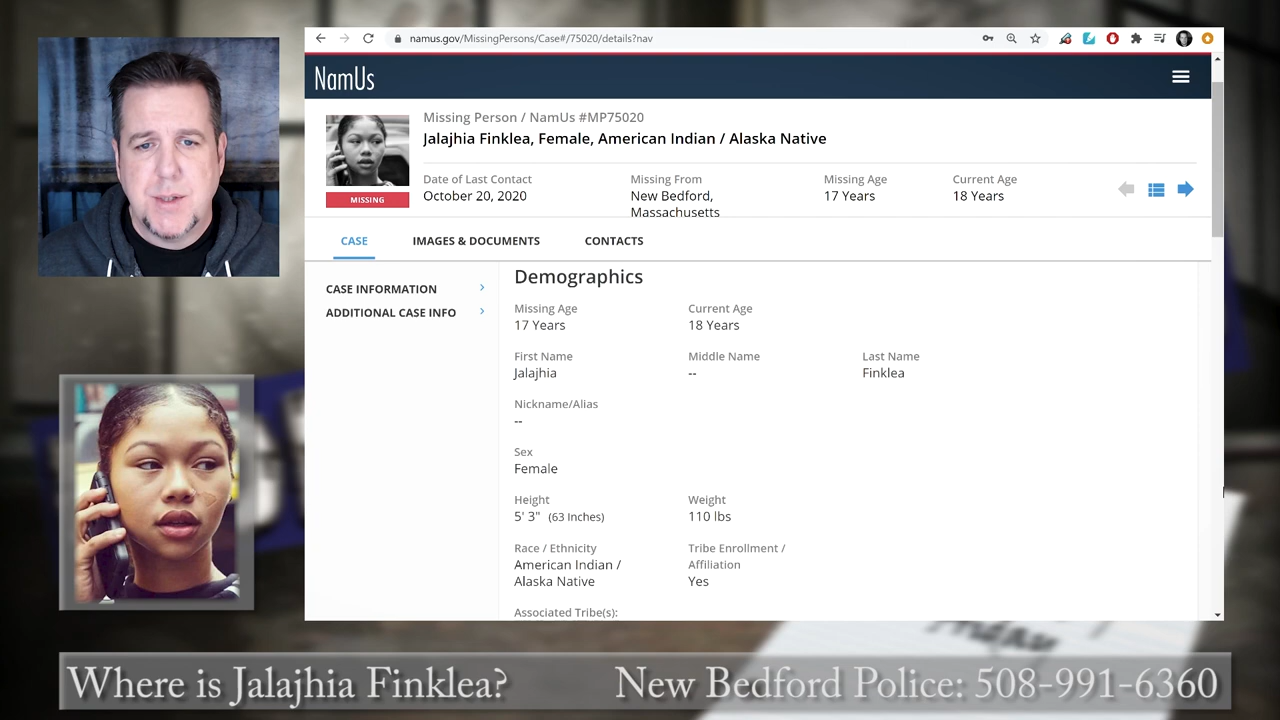 namus.gov/MissingPersons/Case#/75020/details?nav
NamUs
Missing Person / NamUs #MP75020
Jalajhia Finklea, Female, American Indian / Alaska Native
MISSING
Date of Last Contact
October 20, 2020
Missing From
New Bedford,
Massachusetts
Missing Age
17 Years
Current Age
18 Years
CASE
IMAGES & DOCUMENTS
CONTACTS
CASE INFORMATION
ADDITIONAL CASE INFO
Demographics
Missing Age
17 Years
Current Age
18 Years
First Name
Jalajhia
Middle Name
--
Last Name
Finklea
Nickname/Alias
--
Sex
Female
Height
5' 3" (63 Inches)
Weight
110 lbs
Race / Ethnicity
American Indian /
Alaska Native
Tribe Enrollment /
Affiliation
Yes
Associated Tribe(s):
Where is Jalajhia Finklea?
New Bedford Police: 508-991-6360